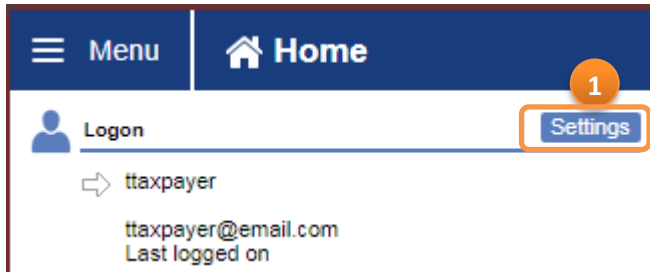 Menu
Home
1
Logon
Settings
ttaxpayer
ttaxpayer@email.com
Last logged on